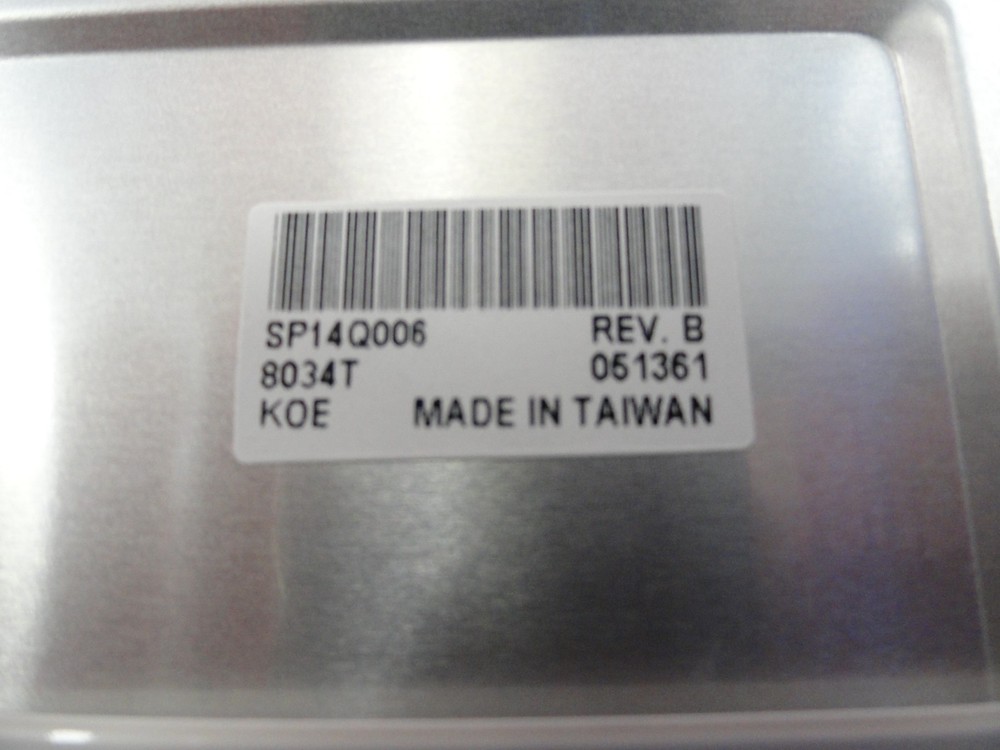 SP14Q006 REV. B
8034T 051361
KOE MADE IN TAIWAN